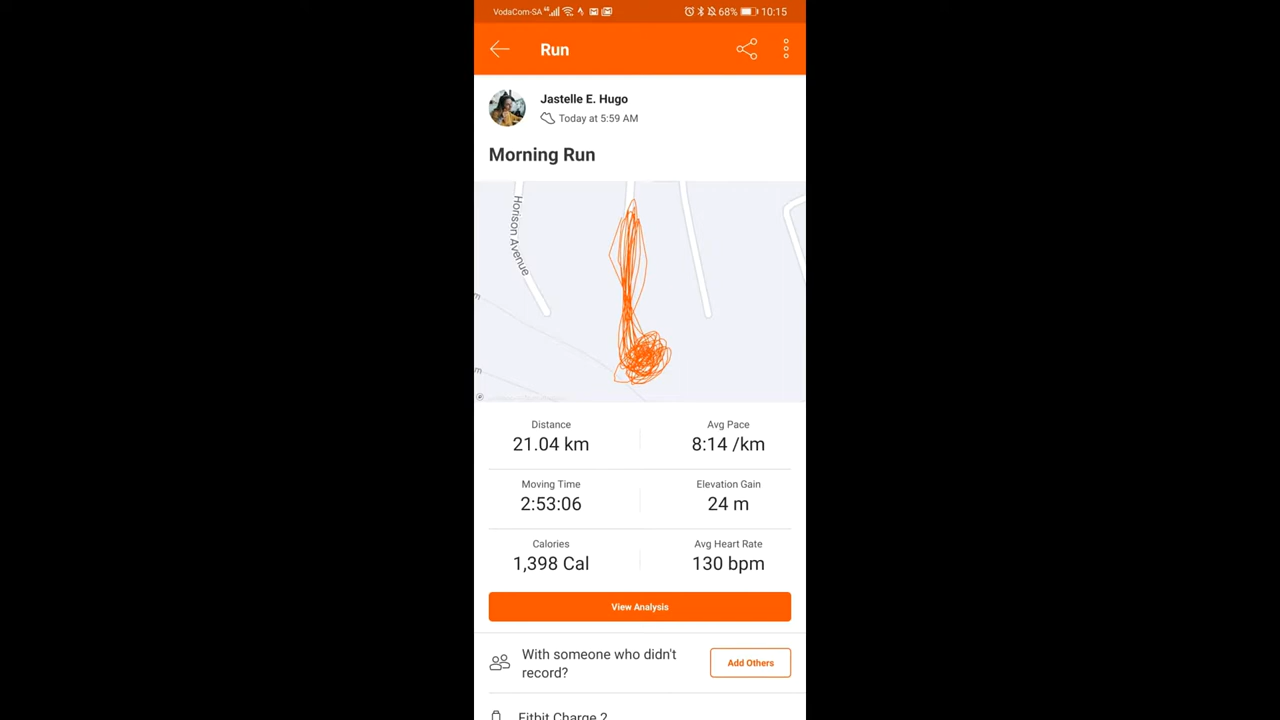 VodaCom-SA
68%
10:15
Run
Jastelle E. Hugo
Today at 5:59 AM
Morning Run
Horison Avenue
m
m
Distance
21.04 km
Avg Pace
8:14 /km
Moving Time
2:53:06
Elevation Gain
24 m
Calories
1,398 Cal
Avg Heart Rate
130 bpm
View Analysis
With someone who didn't
record?
Add Others
Fitbit Charge 2